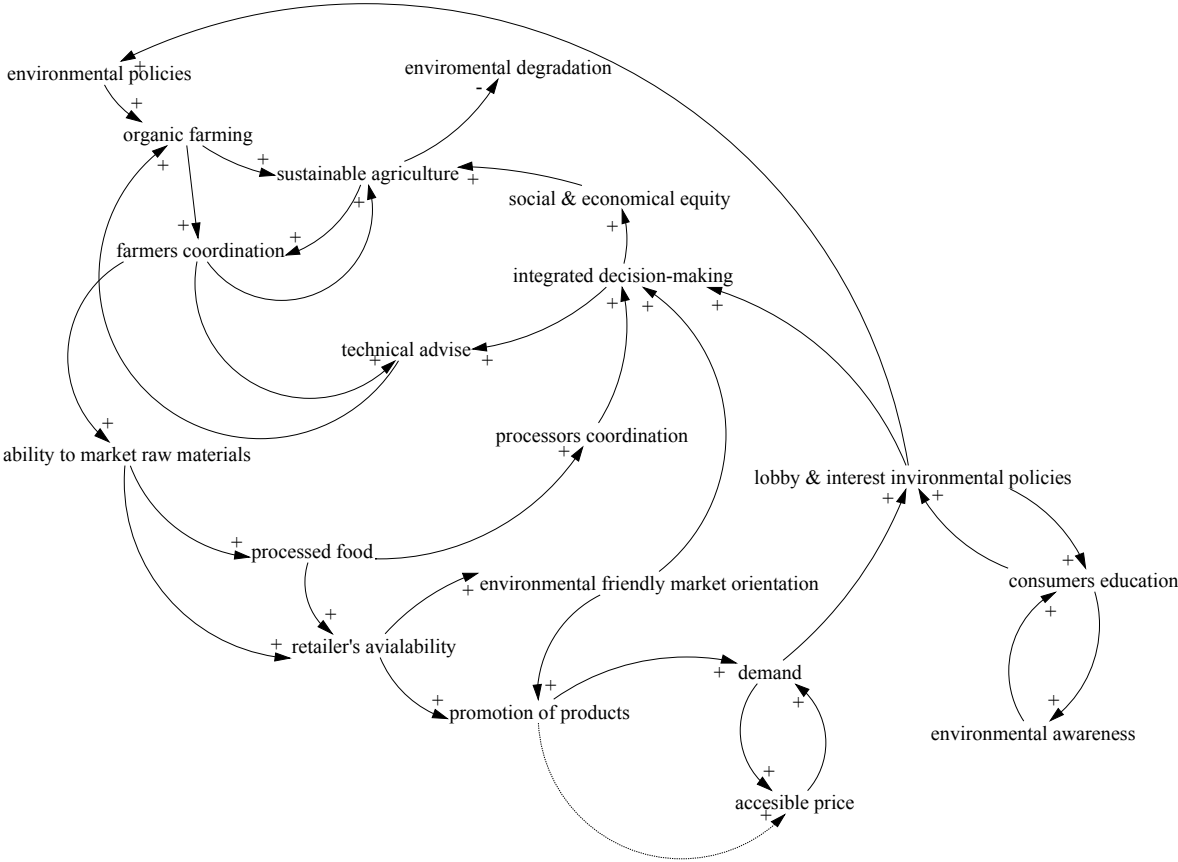 environmental policies
+
enviromental degradation
-
+
organic farming
+
+
sustainable agriculture
+
+
social & economical equity
+
+
+
farmers coordination
integrated decision-making
+
+
+
technical advise
+
+
+
processors coordination
+
ability to market raw materials
lobby & interest invironmental policies
+
+
+
processed food
+
consumers education
environmental friendly market orientation
+
+
+
+
retailer's avialability
+
demand
+
+
+
+
promotion of products
+
environmental awareness
+
accesible price
+